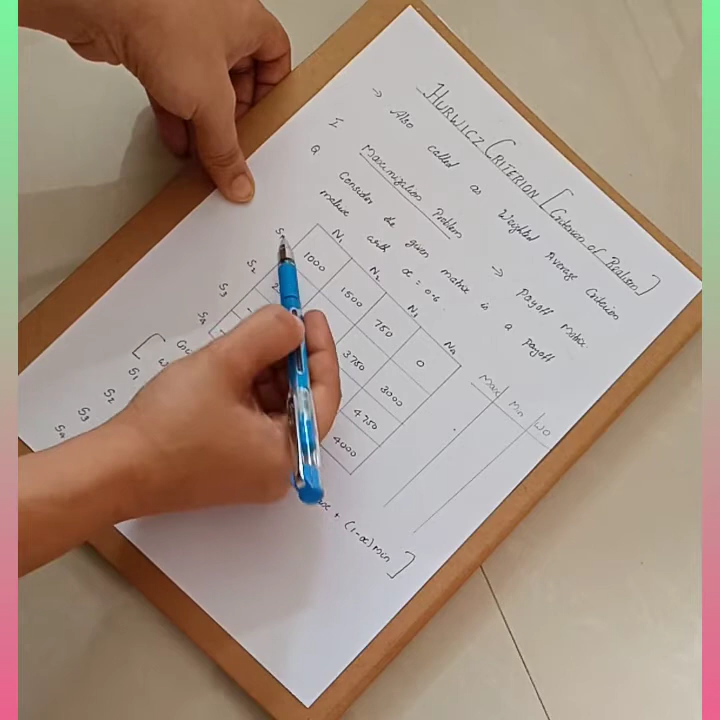 HURWICZ CRITERION [Criterion of Realism]
→ Also called as Weighted Average Criterion
I Maximization Problem → Payoff Matrix
Q Consider the given matrix is a payoff
matrix with α = 0.6
N1 N2 N3 N4 Max Min WO
S1 1000 1500 750 0
S2 3750 3000
S3 4750
S4 4000
+ (1-α) min ]
S1
S2
S3
S4